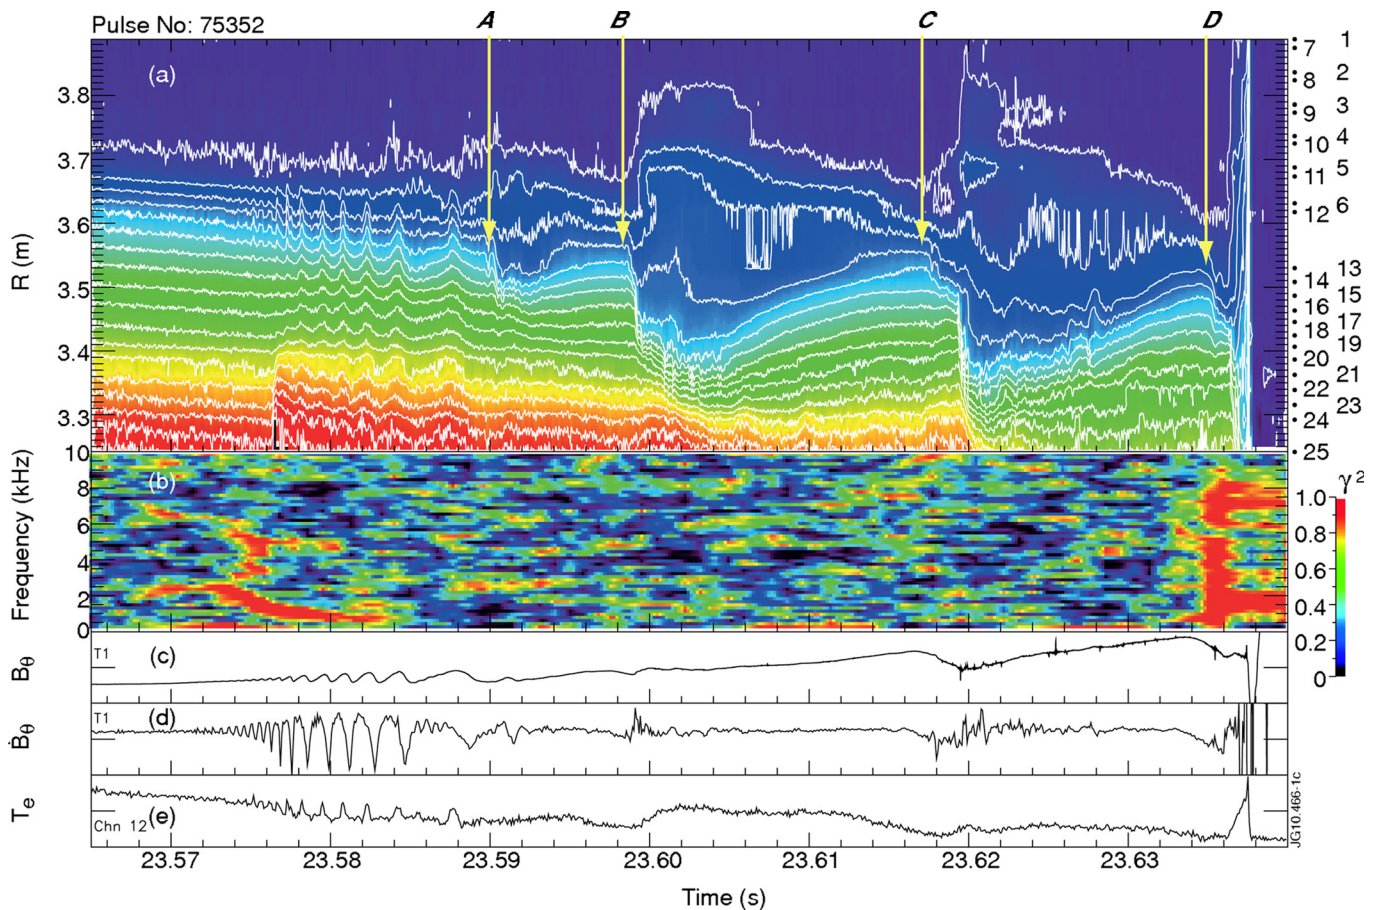 Pulse No: 75352
A B C D
(a)
R (m)
3.8
3.7
3.6
3.5
3.4
3.3
1
7
2
8
3
9
4
10
5
11
6
12
13
14
15
16
17
18
19
20
21
22
23
24
25
(b)
Frequency (kHz)
10
8
6
4
2
0
γ²
1.0
0.8
0.6
0.4
0.2
0
T1
(c)
Bθ
T1
(d)
Ḃθ
Te
Chn 12
(e)
JG10.466-1c
23.57 23.58 23.59 23.60 23.61 23.62 23.63
Time (s)